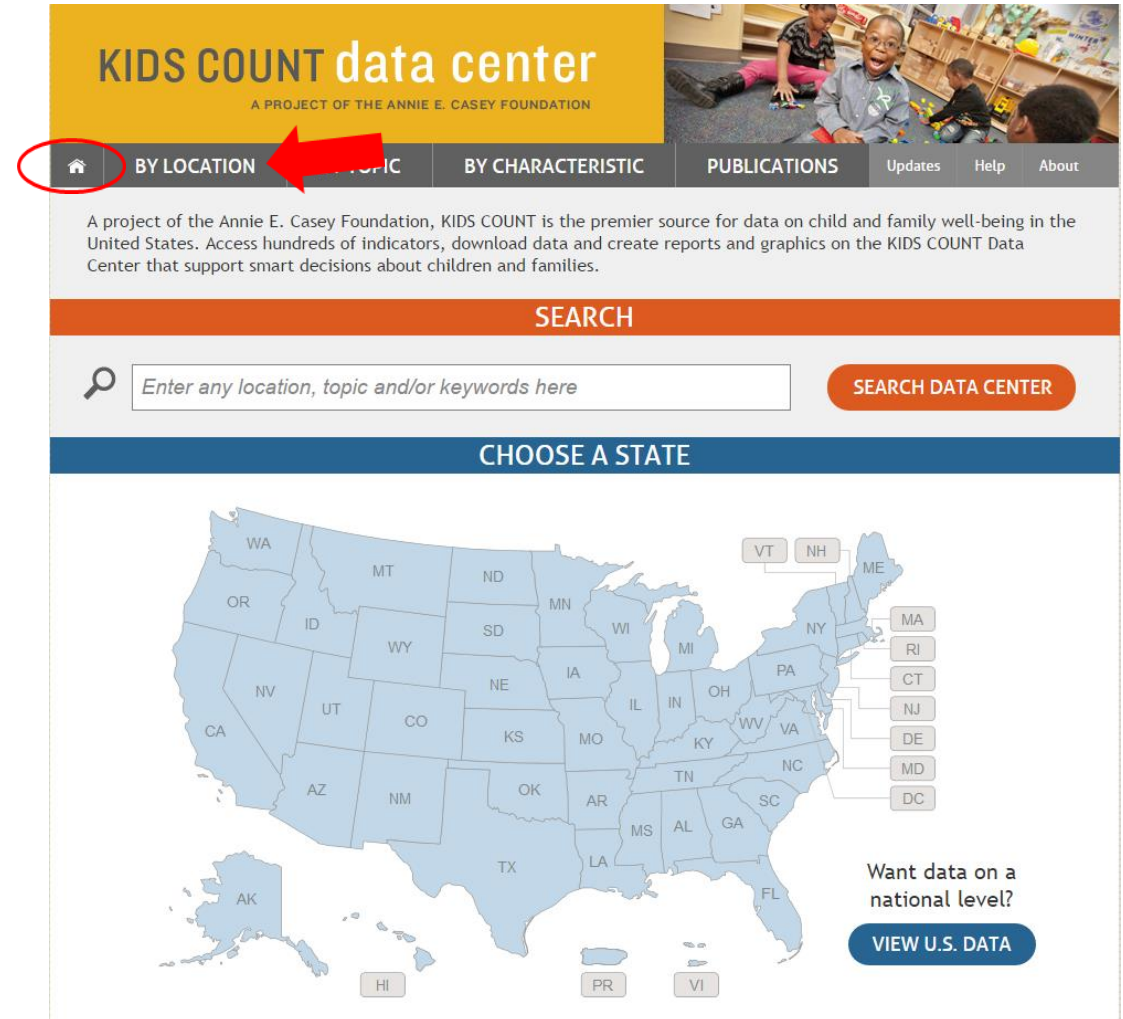 KIDS COUNT data center
A PROJECT OF THE ANNIE E. CASEY FOUNDATION
WINTER
BY LOCATION TOPIC BY CHARACTERISTIC PUBLICATIONS Updates Help About
A project of the Annie E. Casey Foundation, KIDS COUNT is the premier source for data on child and family well-being in the
United States. Access hundreds of indicators, download data and create reports and graphics on the KIDS COUNT Data
Center that support smart decisions about children and families.
SEARCH
Enter any location, topic and/or keywords here
SEARCH DATA CENTER
CHOOSE A STATE
WA
MT
ND
VT NH
ME
OR
ID
MN
SD
WI
NY
MA
WY
MI
RI
NE
IA
PA
CT
NV
UT
CO
IL
IN
OH
NJ
CA
KS
MO
WV
VA
KY
DE
NC
MD
TN
AZ
NM
OK
AR
SC
DC
MS
AL
GA
TX
LA
FL
AK
Want data on a
national level?
VIEW U.S. DATA
HI
PR
VI